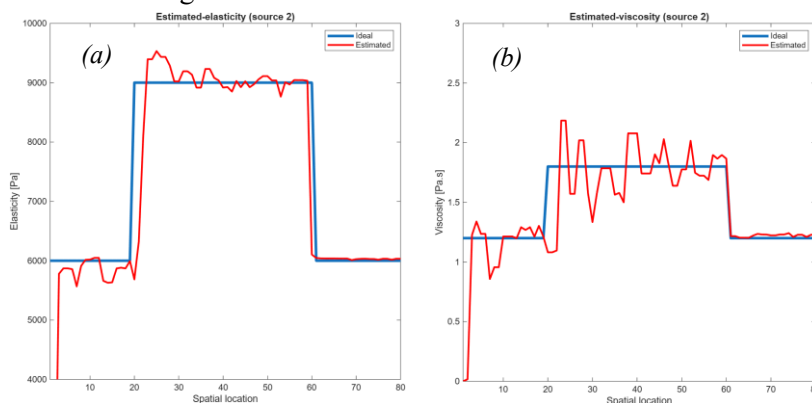 Estimated-elasticity (source 2)
(a)
Ideal
Estimated
10000
9000
8000
7000
6000
5000
4000
Elasticity [Pa]
10 20 30 40 50 60 70 80
Spatial location
Estimated-viscosity (source 2)
(b)
Ideal
Estimated
3
2.5
2
1.5
1
0.5
0
Viscosity [Pa.s]
10 20 30 40 50 60 70
Spatial location